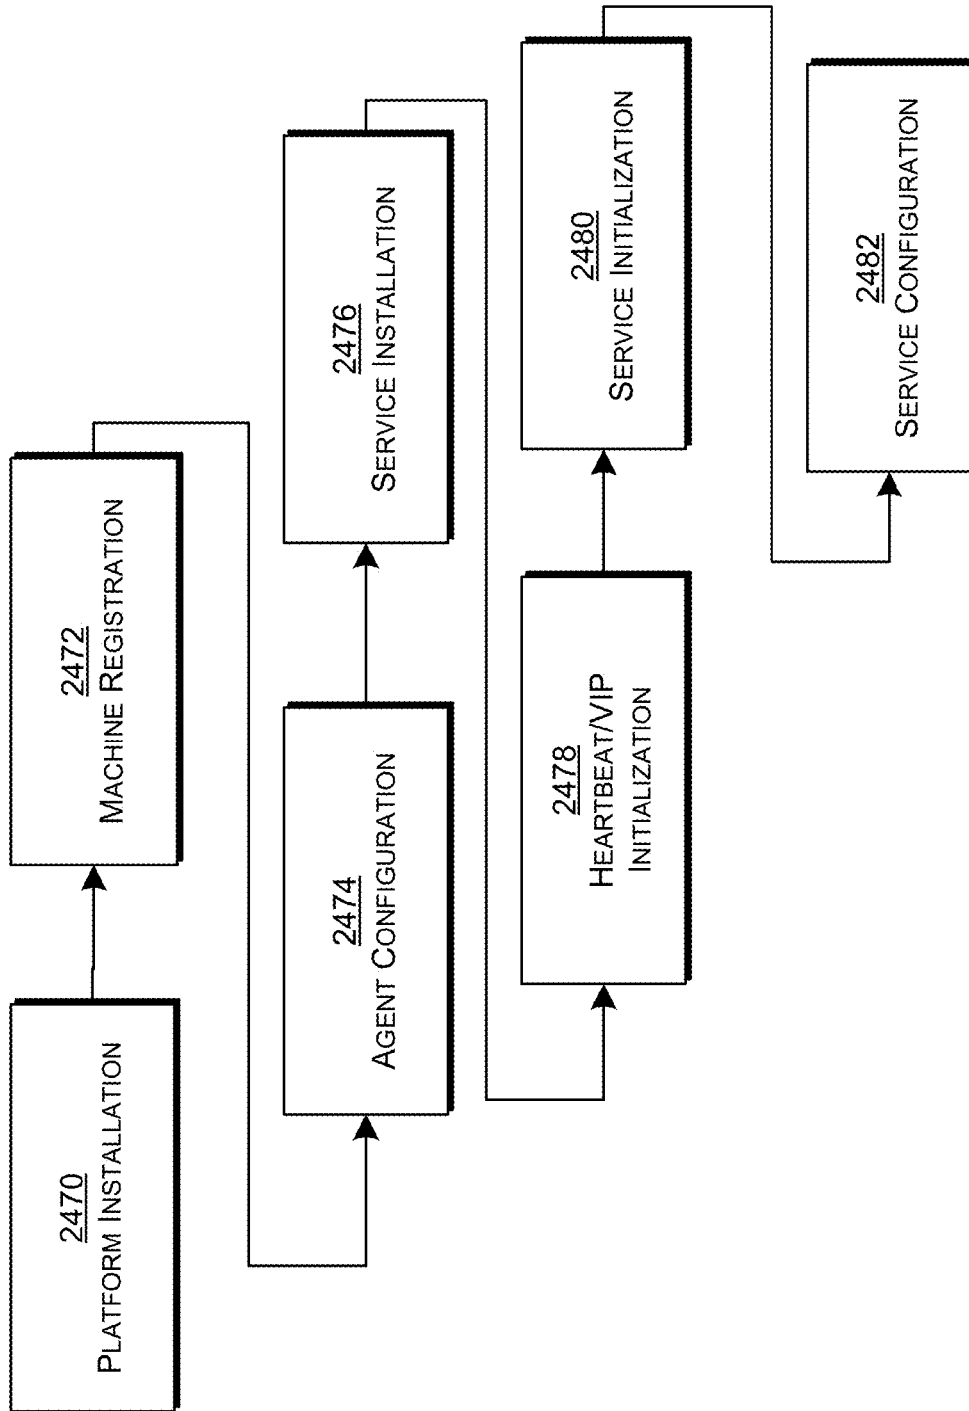 2470
PLATFORM INSTALLATION
2472
MACHINE REGISTRATION
2474
AGENT CONFIGURATION
2476
SERVICE INSTALLATION
2478
HEARTBEAT/VIP
INITIALIZATION
2480
SERVICE INITIALIZATION
2482
SERVICE CONFIGURATION